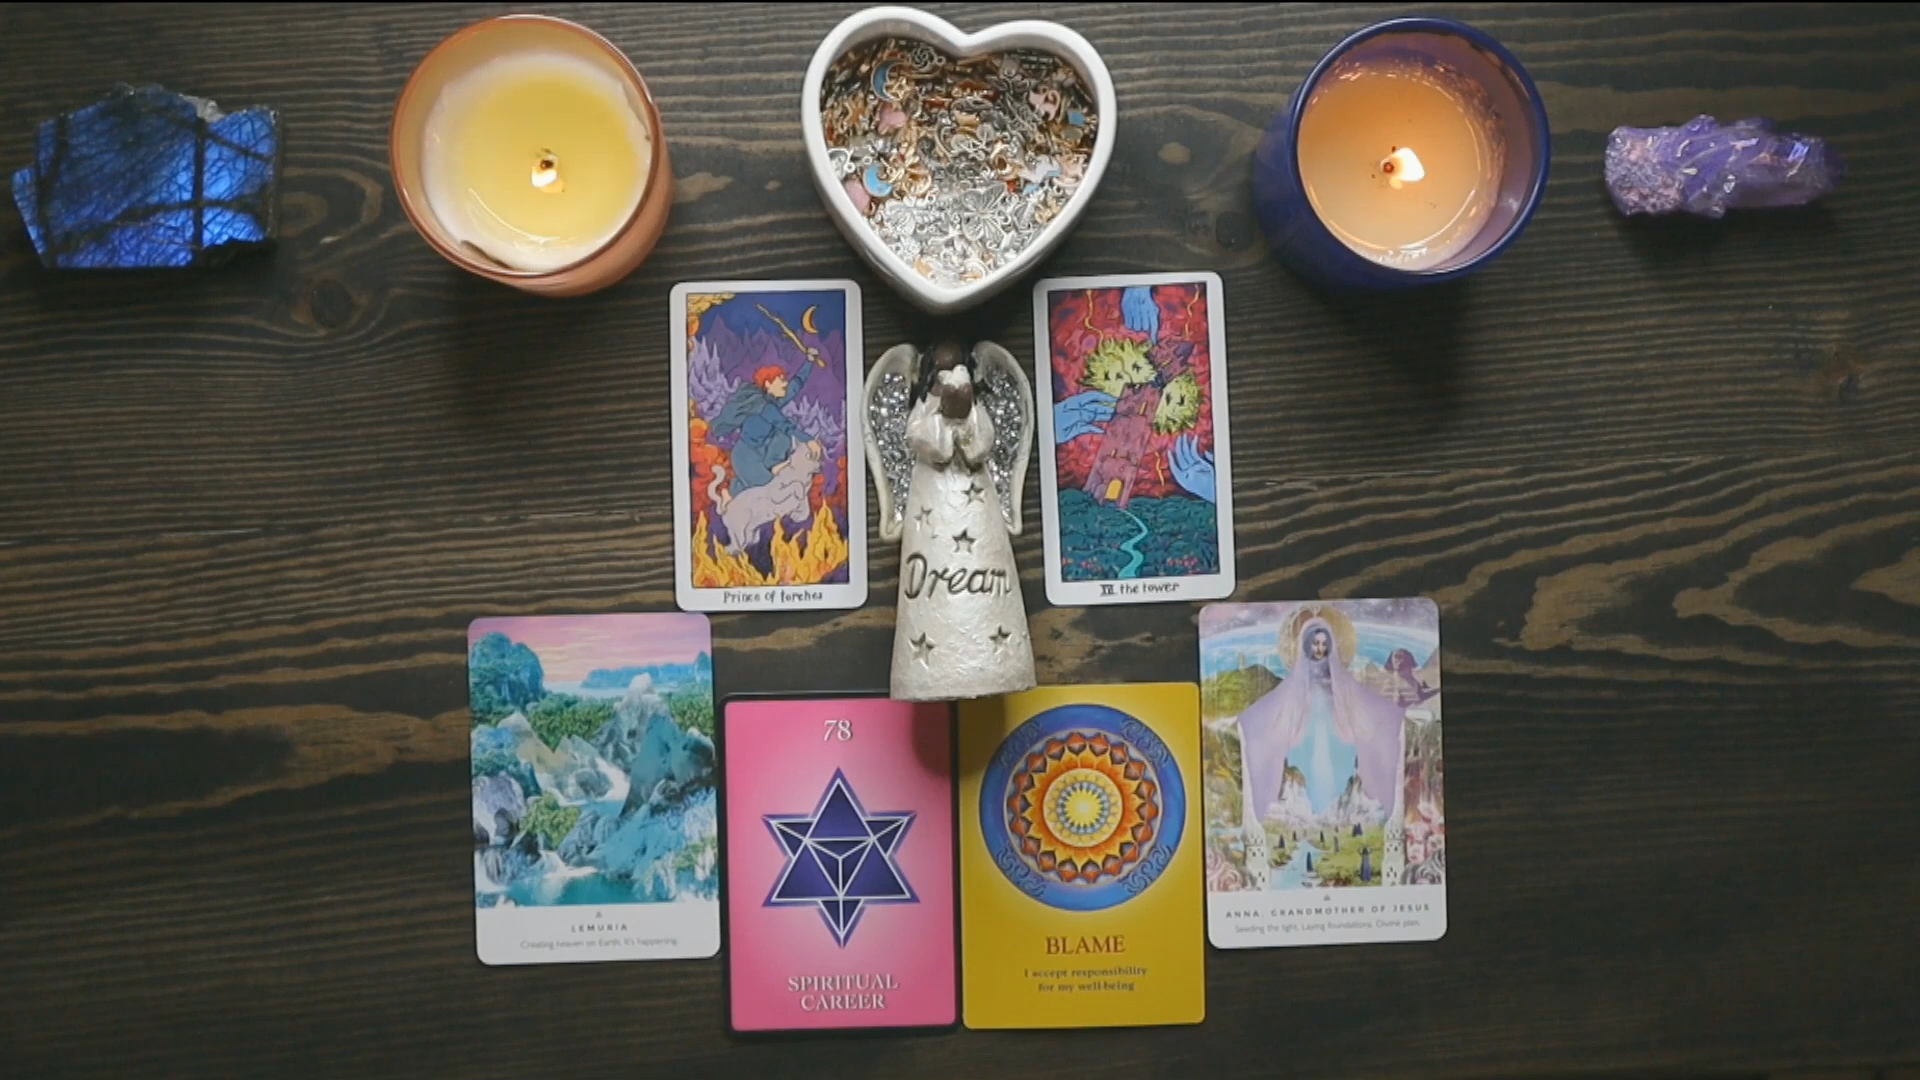 Prince of torches
XVI. the tower
Dream
LEMURIA
Creating heaven on Earth. It's happening.
78
SPIRITUAL
CAREER
BLAME
I accept responsibility
for my well-being
ANNA, GRANDMOTHER OF JESUS
Seeding the light. Laying foundations. Divine plan.